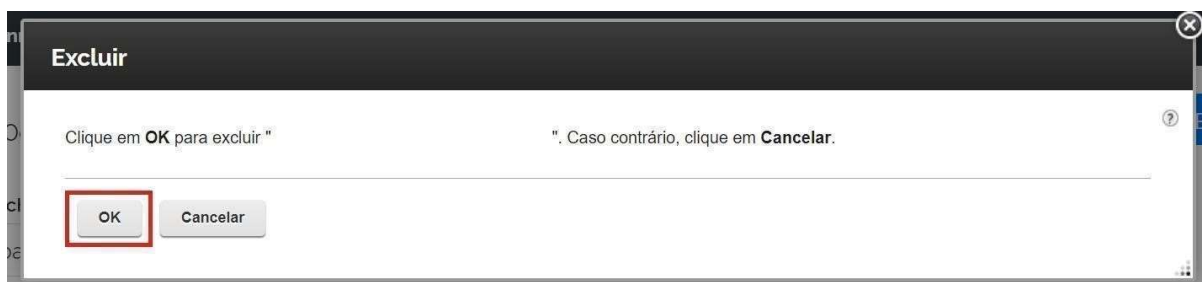 Excluir
Clique em OK para excluir " ". Caso contrário, clique em Cancelar.
OK Cancelar